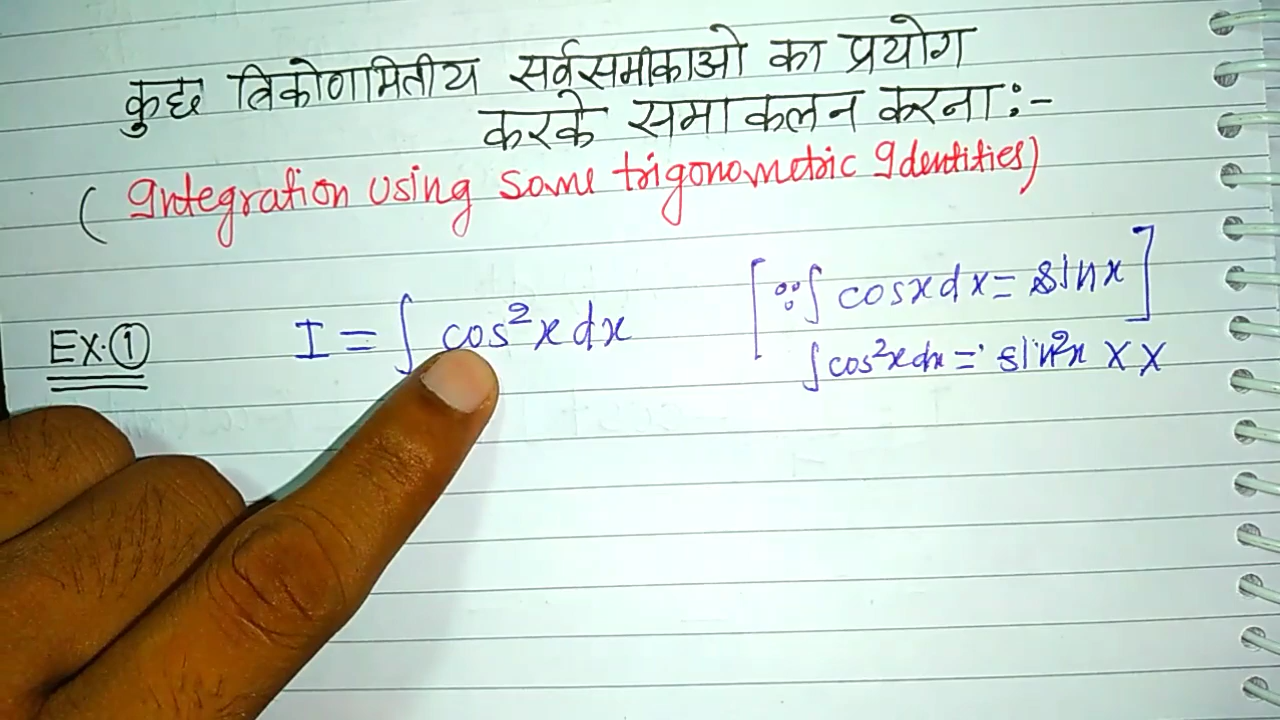 कुछ त्रिकोणमितीय सर्वसमीकाओ का प्रयोग
करके समाकलन करना:-
( Integration using some trigonometric Identities)
EX.① I = ∫ cos²x dx [∵ ∫ cosx dx = sinx]
∫cos²x dx = sin²x X X